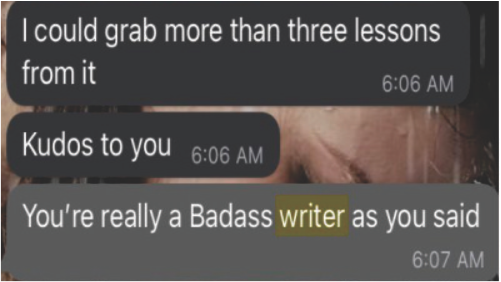 I could grab more than three lessons
from it
6:06 AM
Kudos to you 6:06 AM
You're really a Badass writer as you said
6:07 AM